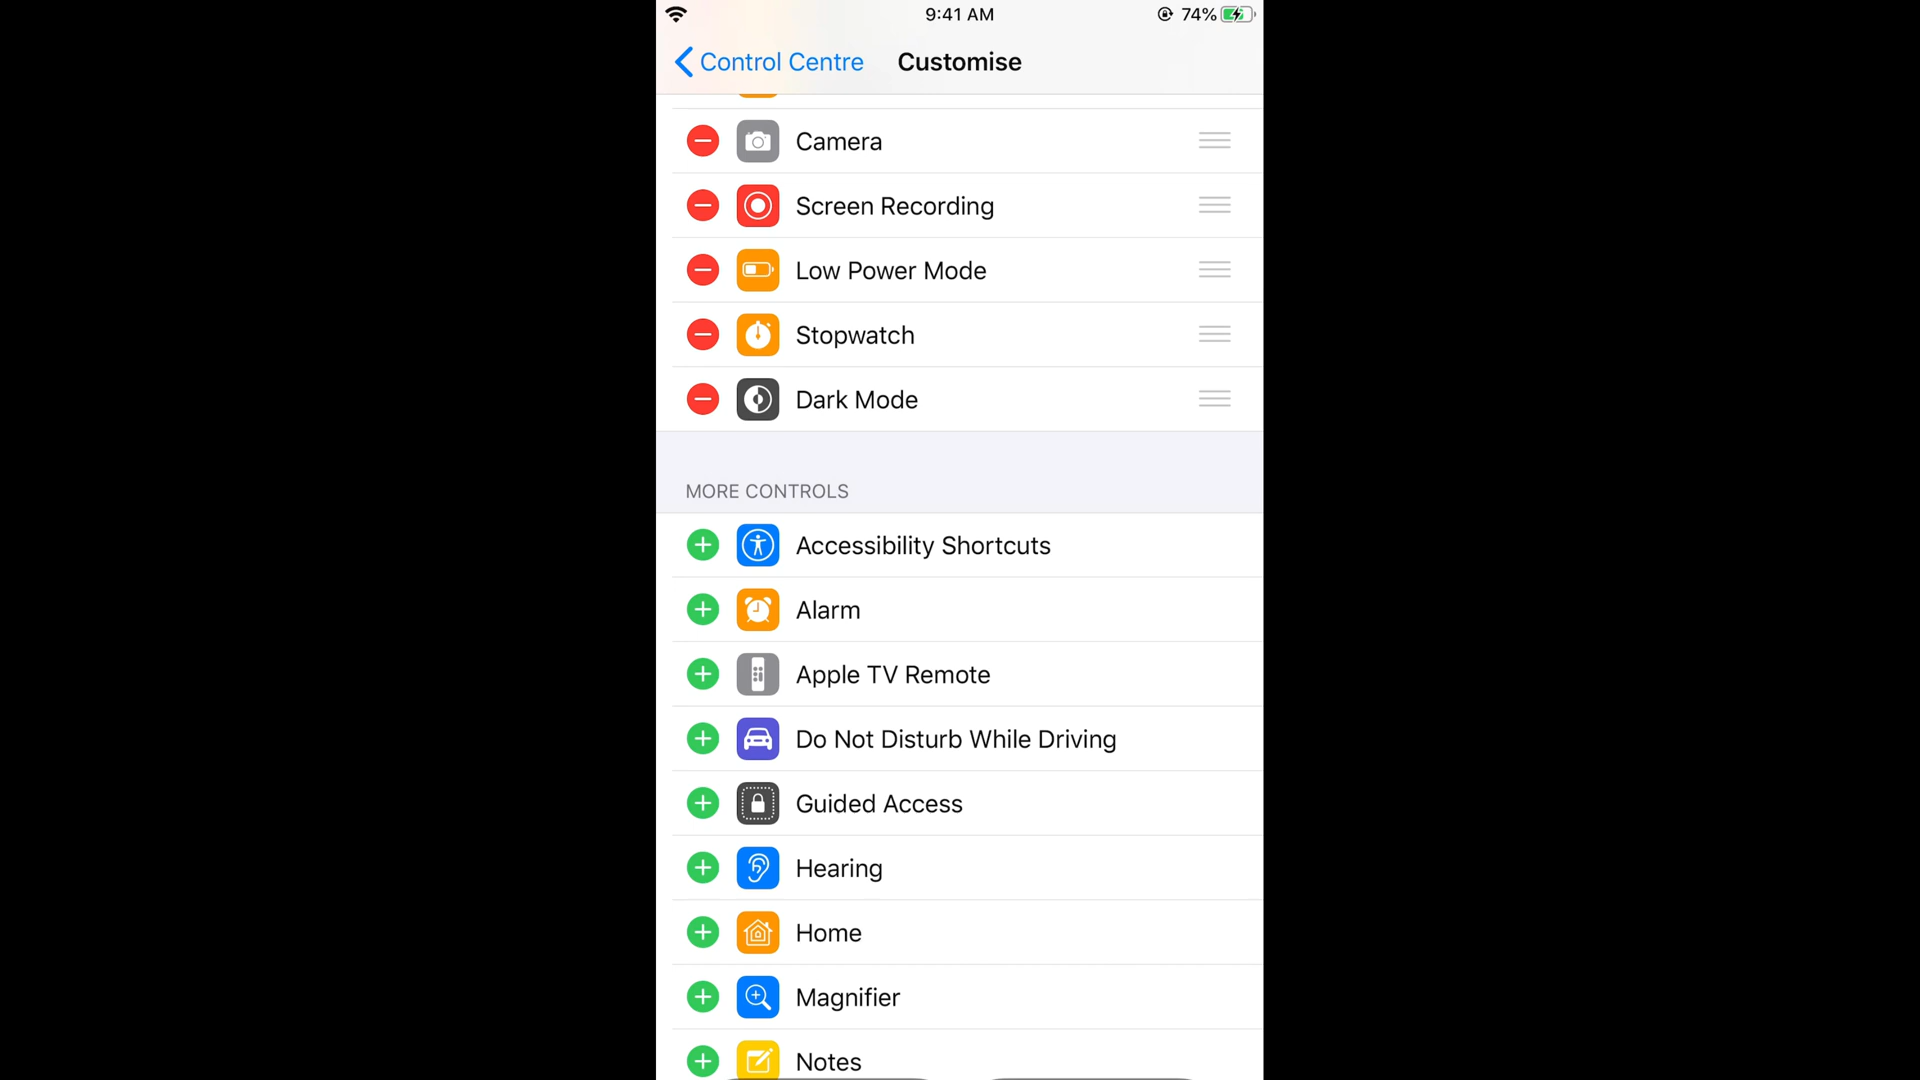 9:41 AM
74%
Control Centre
Customise
Camera
Screen Recording
Low Power Mode
Stopwatch
Dark Mode
MORE CONTROLS
Accessibility Shortcuts
Alarm
Apple TV Remote
Do Not Disturb While Driving
Guided Access
Hearing
Home
Magnifier
Notes